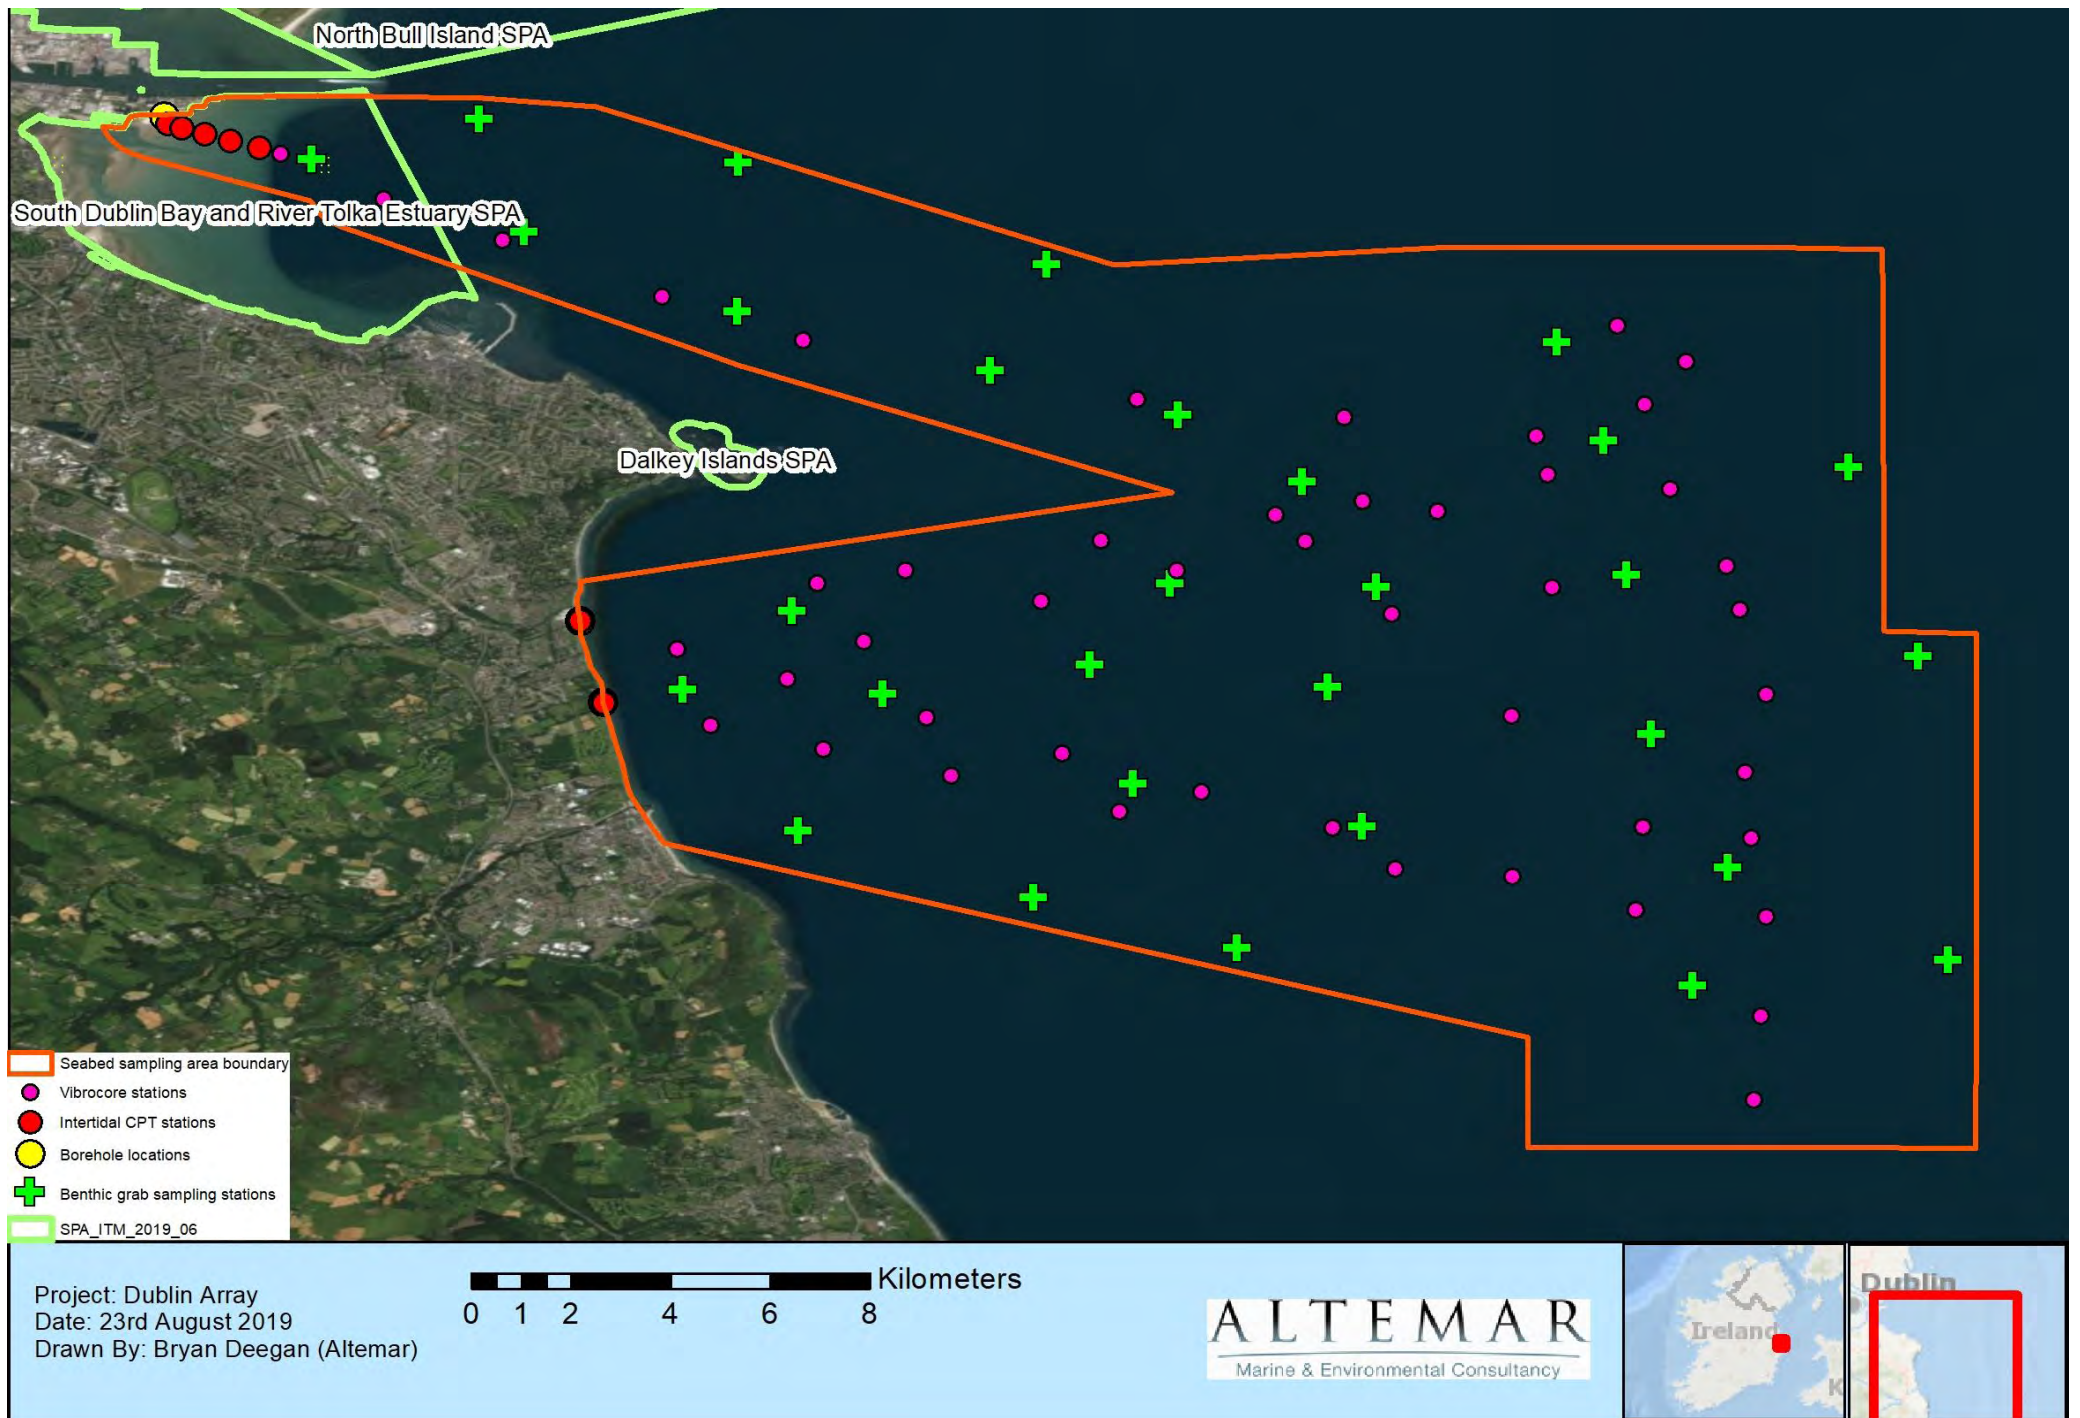 North Bull Island SPA
South Dublin Bay and River Tolka Estuary SPA
Dalkey Islands SPA
Seabed sampling area boundary
Vibrocore stations
Intertidal CPT stations
Borehole locations
Benthic grab sampling stations
SPA_ITM_2019_06
Project: Dublin Array
Date: 23rd August 2019
Drawn By: Bryan Deegan (Altemar)
Kilometers
0 1 2 4 6 8
ALTEMAR
Marine & Environmental Consultancy
Ireland
K
Dublin